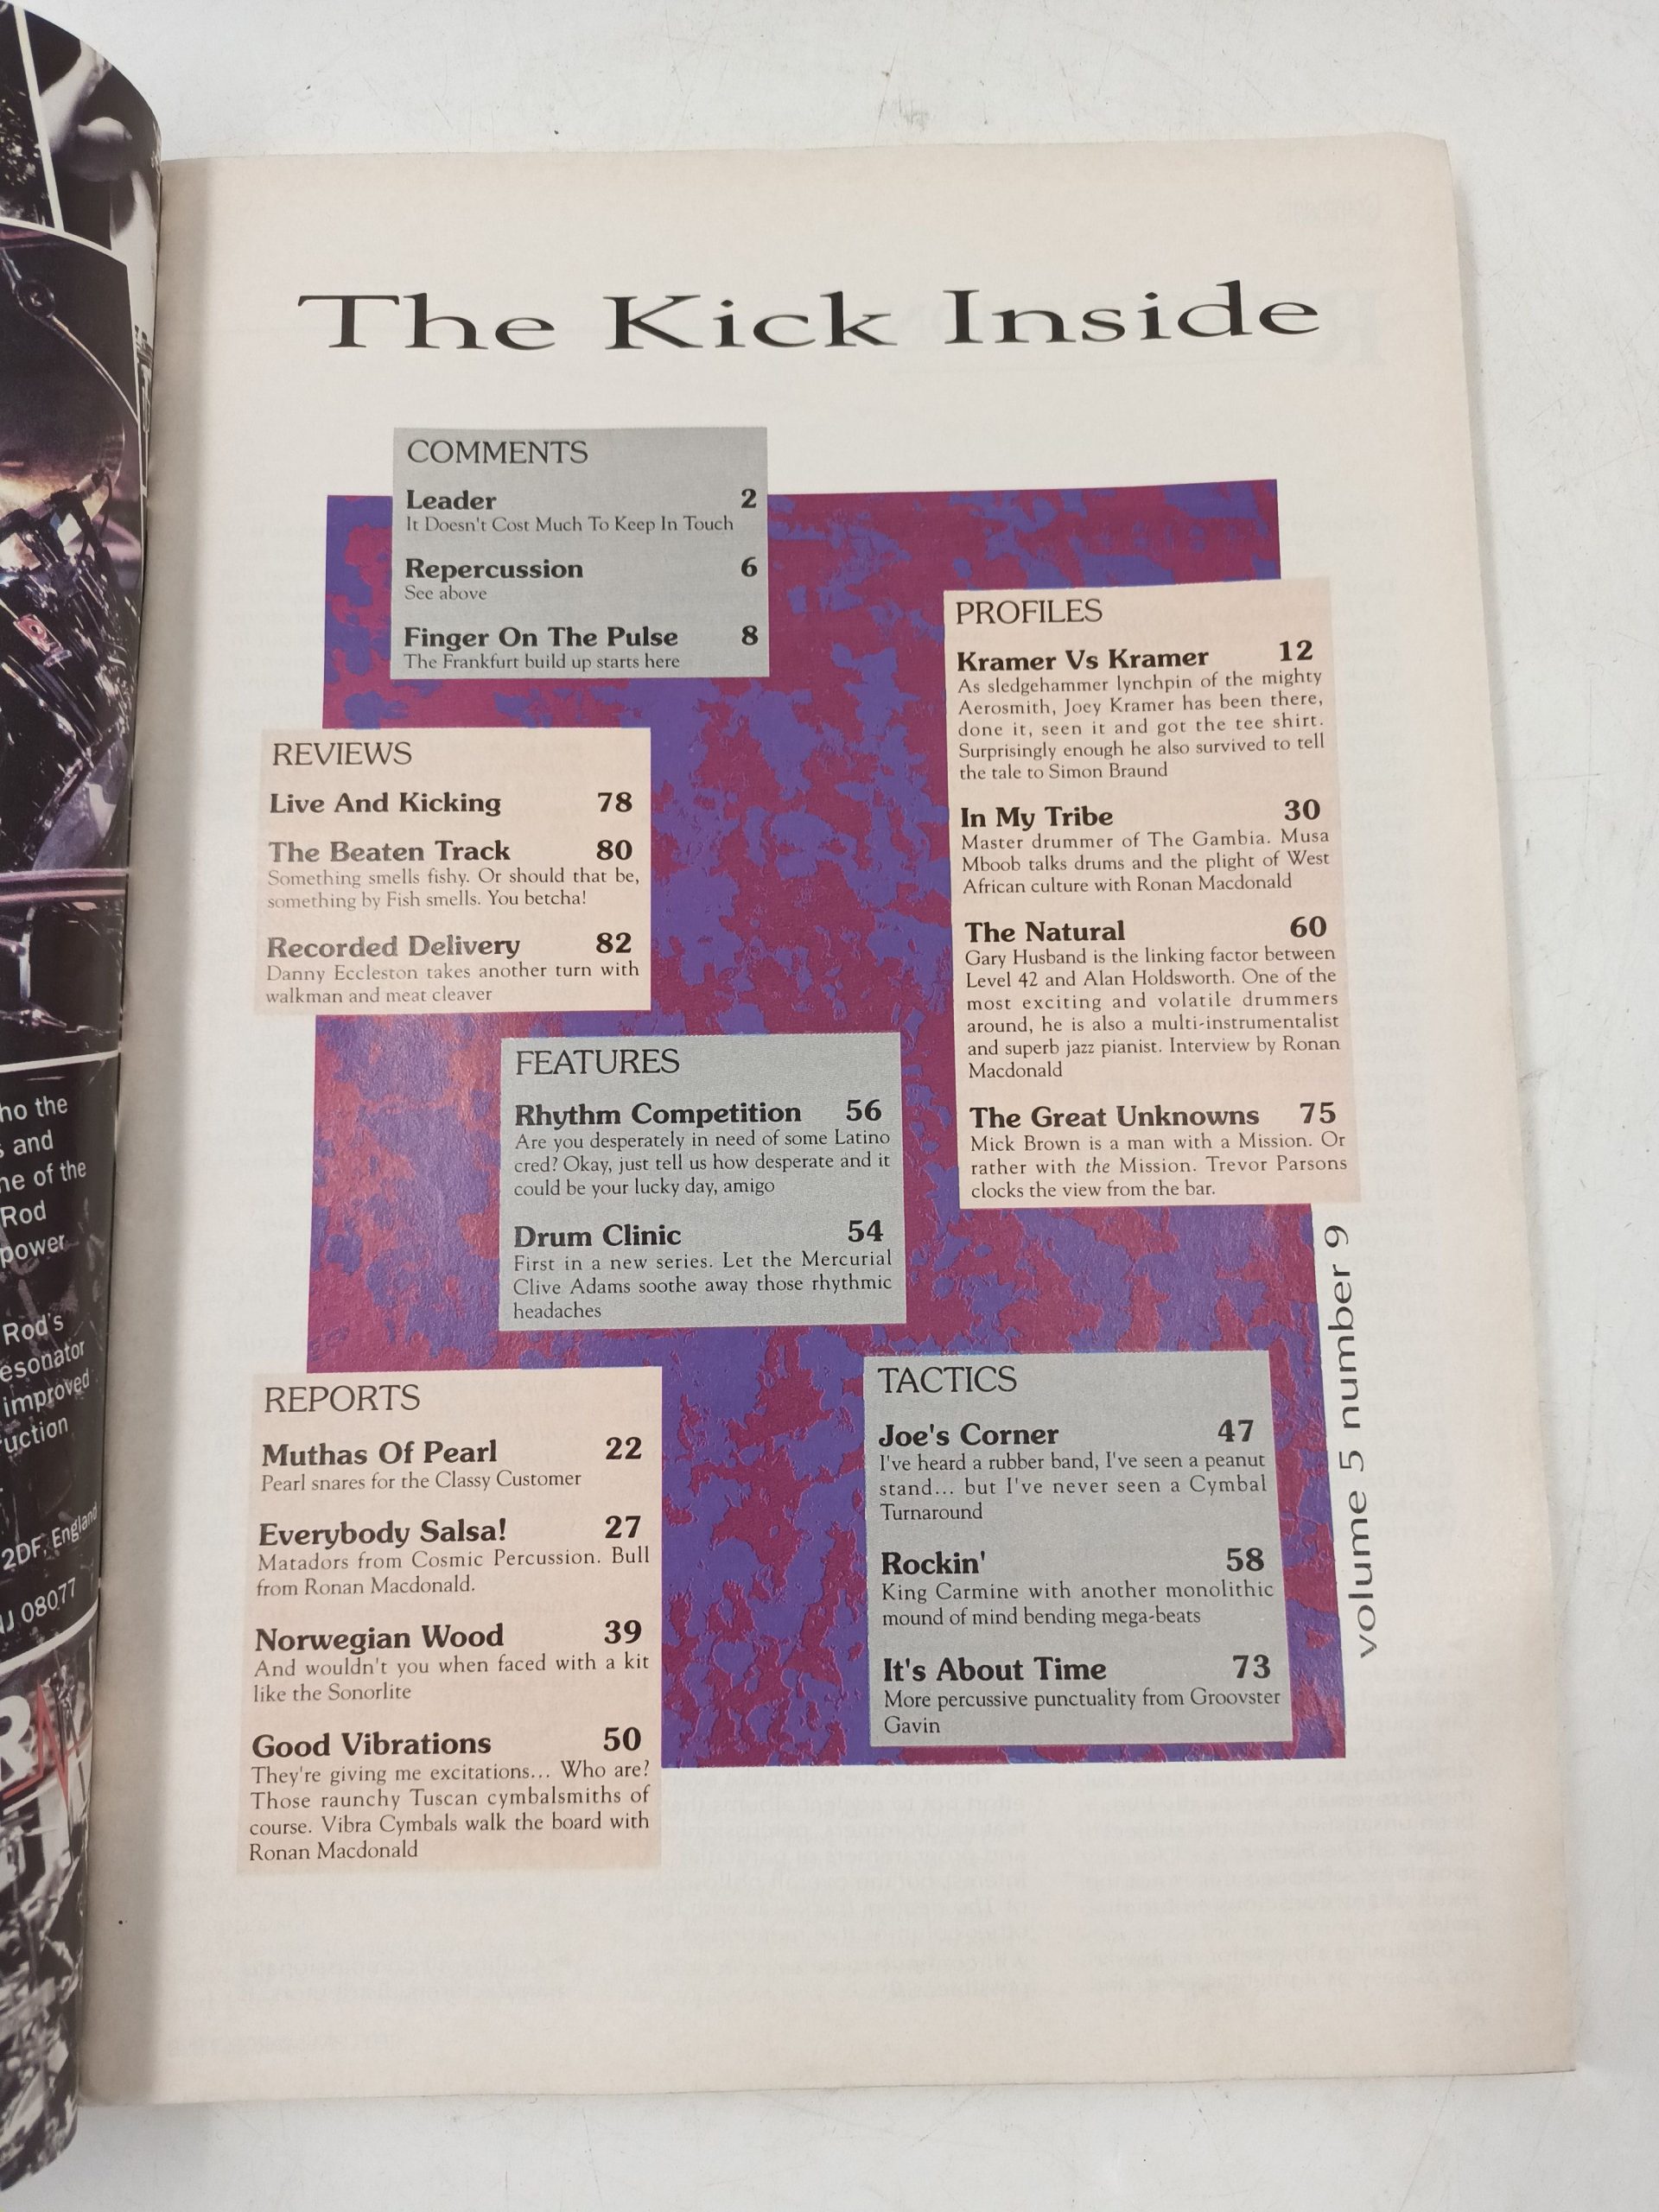 The Kick Inside
COMMENTS
Leader 2
It Doesn't Cost Much To Keep In Touch
Repercussion 6
See above
Finger On The Pulse 8
The Frankfurt build up starts here
REVIEWS
Live And Kicking 78
The Beaten Track 80
Something smells fishy. Or should that be,
something by Fish smells. You betcha!
Recorded Delivery 82
Danny Eccleston takes another turn with
walkman and meat cleaver
PROFILES
Kramer Vs Kramer 12
As sledgehammer lynchpin of the mighty
Aerosmith, Joey Kramer has been there,
done it, seen it and got the tee shirt.
Surprisingly enough he also survived to tell
the tale to Simon Braund
In My Tribe 30
Master drummer of The Gambia. Musa
Mboob talks drums and the plight of West
African culture with Ronan Macdonald
The Natural 60
Gary Husband is the linking factor between
Level 42 and Alan Holdsworth. One of the
most exciting and volatile drummers
around, he is also a multi-instrumentalist
and superb jazz pianist. Interview by Ronan
Macdonald
The Great Unknowns 75
Mick Brown is a man with a Mission. Or
rather with the Mission. Trevor Parsons
clocks the view from the bar.
FEATURES
Rhythm Competition 56
Are you desperately in need of some Latino
cred? Okay, just tell us how desperate and it
could be your lucky day, amigo
Drum Clinic 54
First in a new series. Let the Mercurial
Clive Adams soothe away those rhythmic
headaches
REPORTS
Muthas Of Pearl 22
Pearl snares for the Classy Customer
Everybody Salsa! 27
Matadors from Cosmic Percussion. Bull
from Ronan Macdonald.
Norwegian Wood 39
And wouldn't you when faced with a kit
like the Sonorlite
Good Vibrations 50
They're giving me excitations... Who are?
Those raunchy Tuscan cymbalsmiths of
course. Vibra Cymbals walk the board with
Ronan Macdonald
TACTICS
Joe's Corner 47
I've heard a rubber band, I've seen a peanut
stand... but I've never seen a Cymbal
Turnaround
Rockin' 58
King Carmine with another monolithic
mound of mind bending mega-beats
It's About Time 73
More percussive punctuality from Groovster
Gavin
volume 5 number 9
the
and
of the
Rod
power
Rod's
improved
2DF, England
08077